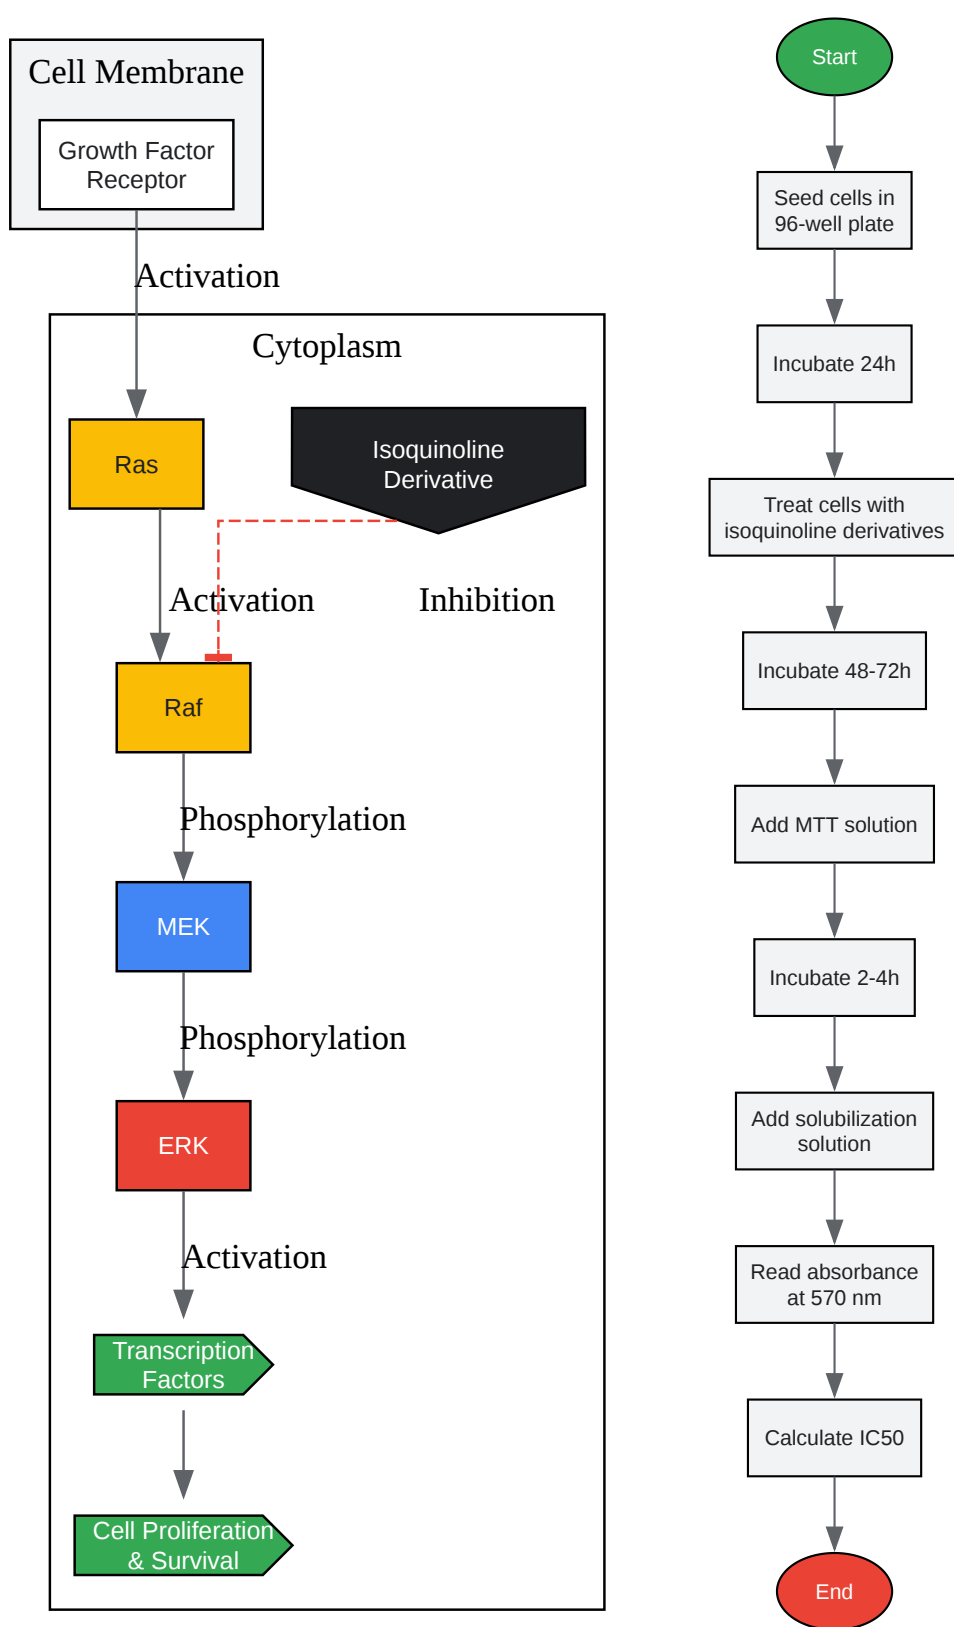 Cell Membrane
Growth Factor
Receptor
Activation
Cytoplasm
Ras
Isoquinoline
Derivative
Activation
Inhibition
Raf
Phosphorylation
MEK
Phosphorylation
ERK
Activation
Transcription
Factors
Cell Proliferation
& Survival
Start
Seed cells in
96-well plate
Incubate 24h
Treat cells with
isoquinoline derivatives
Incubate 48-72h
Add MTT solution
Incubate 2-4h
Add solubilization
solution
Read absorbance
at 570 nm
Calculate IC50
End